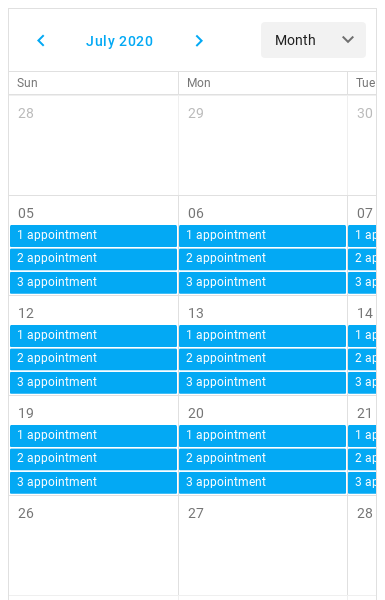 July 2020 Month
Sun Mon Tue
28 29 30
05 06 07
1 appointment 1 appointment 1 ap
2 appointment 2 appointment 2 ap
3 appointment 3 appointment 3 ap
12 13 14
1 appointment 1 appointment 1 ap
2 appointment 2 appointment 2 ap
3 appointment 3 appointment 3 ap
19 20 21
1 appointment 1 appointment 1 ap
2 appointment 2 appointment 2 ap
3 appointment 3 appointment 3 ap
26 27 28